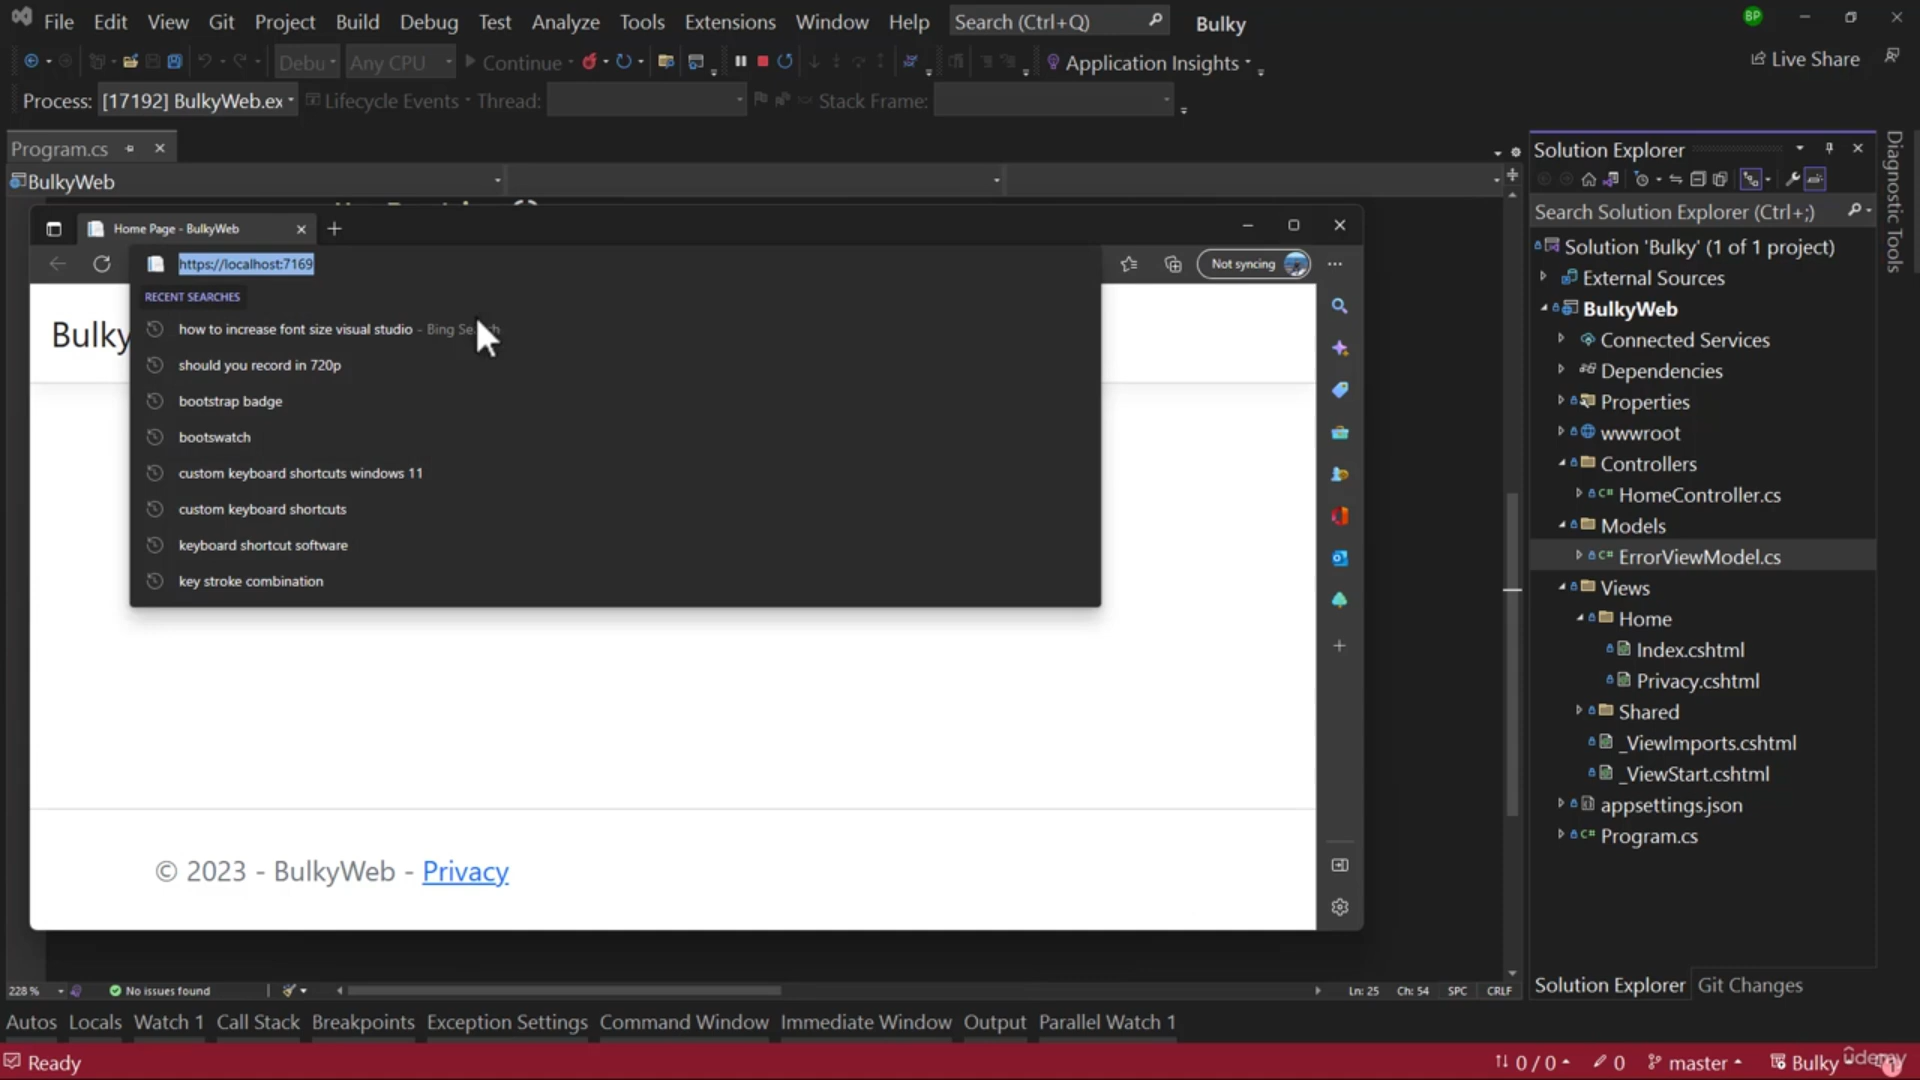 File Edit View Git Project Build Debug Test Analyze Tools Extensions Window Help Search (Ctrl+Q) Bulky BP
Debu Any CPU Continue Application Insights Live Share
Process: [17192] BulkyWeb.ex Lifecycle Events Thread: Stack Frame:
Program.cs
BulkyWeb
Home Page - BulkyWeb
https://localhost:7169 Not syncing
Bulky
RECENT SEARCHES
how to increase font size visual studio - Bing
should you record in 720p
bootstrap badge
bootswatch
custom keyboard shortcuts windows 11
custom keyboard shortcuts
keyboard shortcut software
key stroke combination
© 2023 - BulkyWeb - Privacy
Solution Explorer
Search Solution Explorer (Ctrl+;)
Solution 'Bulky' (1 of 1 project)
External Sources
BulkyWeb
Connected Services
Dependencies
Properties
wwwroot
Controllers
C# HomeController.cs
Models
C# ErrorViewModel.cs
Views
Home
Index.cshtml
Privacy.cshtml
Shared
_ViewImports.cshtml
_ViewStart.cshtml
appsettings.json
C# Program.cs
Solution Explorer Git Changes
Diagnostic Tools
228 % No issues found Ln: 25 Ch: 54 SPC CRLF
Autos Locals Watch 1 Call Stack Breakpoints Exception Settings Command Window Immediate Window Output Parallel Watch 1
Ready 0 / 0 0 master Bulky 1
ûdemy